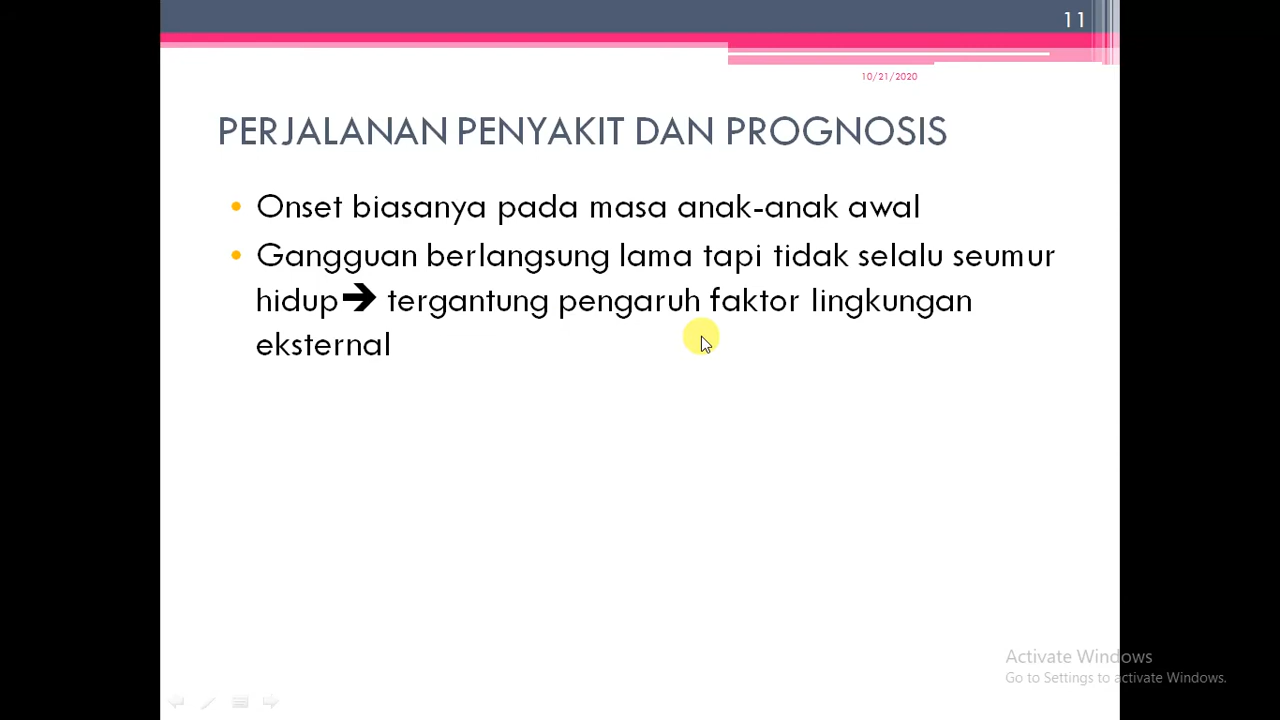 11
10/21/2020
PERJALANAN PENYAKIT DAN PROGNOSIS
• Onset biasanya pada masa anak-anak awal
• Gangguan berlangsung lama tapi tidak selalu seumur
hidup➔ tergantung pengaruh faktor lingkungan
eksternal
Activate Windows
Go to Settings to activate Windows.